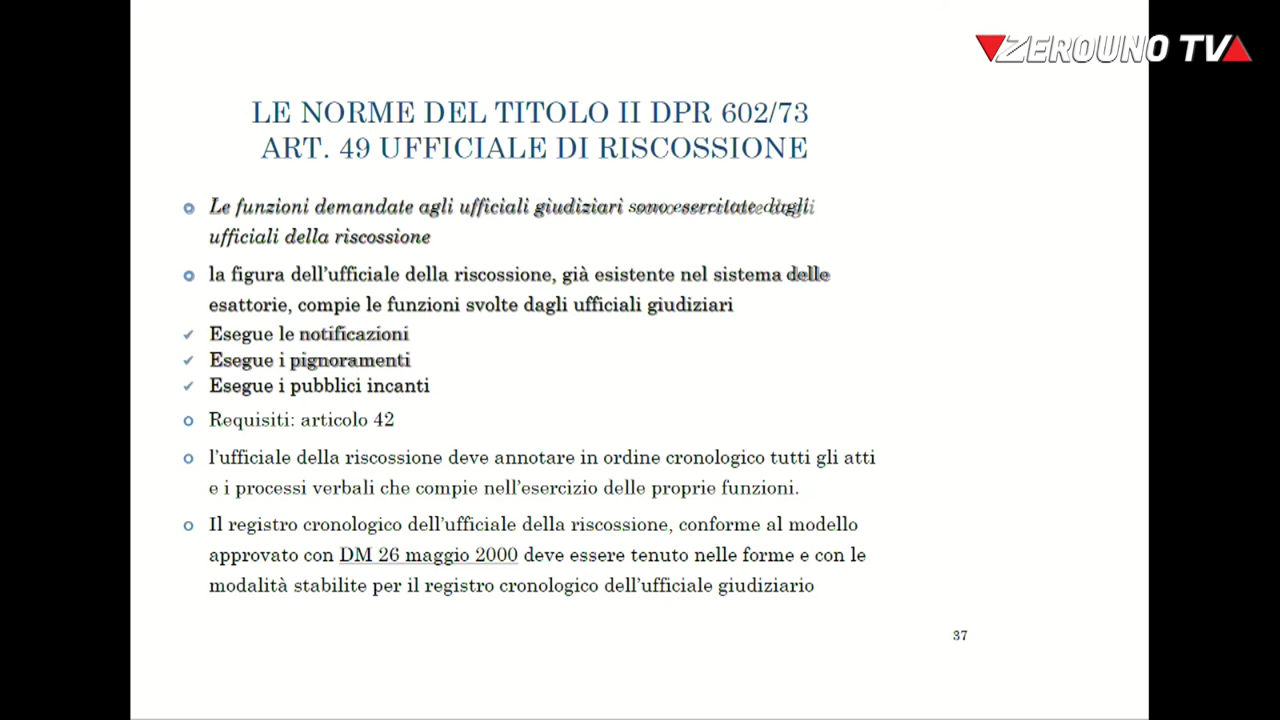 ZEROUNO TV
LE NORME DEL TITOLO II DPR 602/73
ART. 49 UFFICIALE DI RISCOSSIONE
Le funzioni demandate agli ufficiali giudiziari sono esercitate dagli
ufficiali della riscossione
la figura dell'ufficiale della riscossione, già esistente nel sistema delle
esattorie, compie le funzioni svolte dagli ufficiali giudiziari
Esegue le notificazioni
Esegue i pignoramenti
Esegue i pubblici incanti
Requisiti: articolo 42
l'ufficiale della riscossione deve annotare in ordine cronologico tutti gli atti
e i processi verbali che compie nell'esercizio delle proprie funzioni.
Il registro cronologico dell'ufficiale della riscossione, conforme al modello
approvato con DM 26 maggio 2000 deve essere tenuto nelle forme e con le
modalità stabilite per il registro cronologico dell'ufficiale giudiziario
37